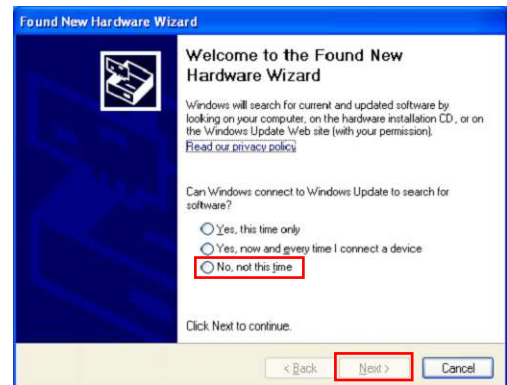 Found New Hardware Wizard
Welcome to the Found New
Hardware Wizard
Windows will search for current and updated software by
looking on your computer, on the hardware installation CD, or on
the Windows Update Web site (with your permission).
Read our privacy policy
Can Windows connect to Windows Update to search for
software?
Yes, this time only
Yes, now and every time I connect a device
No, not this time
Click Next to continue.
< Back Next > Cancel